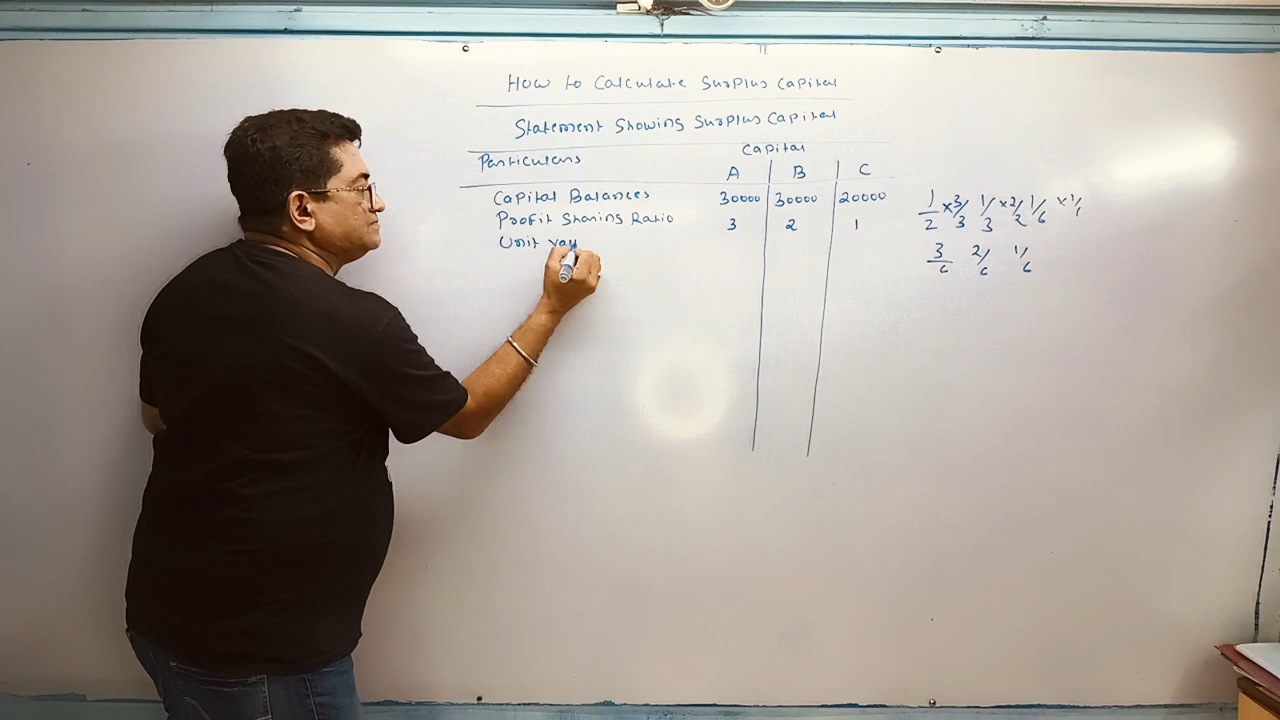 How to Calculate Surplus Capital
Statement Showing Surplus Capital
Particulars Capital
A B C
Capital Balances 30000 30000 20000
Profit Sharing Ratio 3 2 1
Unit
1/2 × 3/3 1/3 × 2/2 1/6 × 1/1
3/6 2/6 1/6